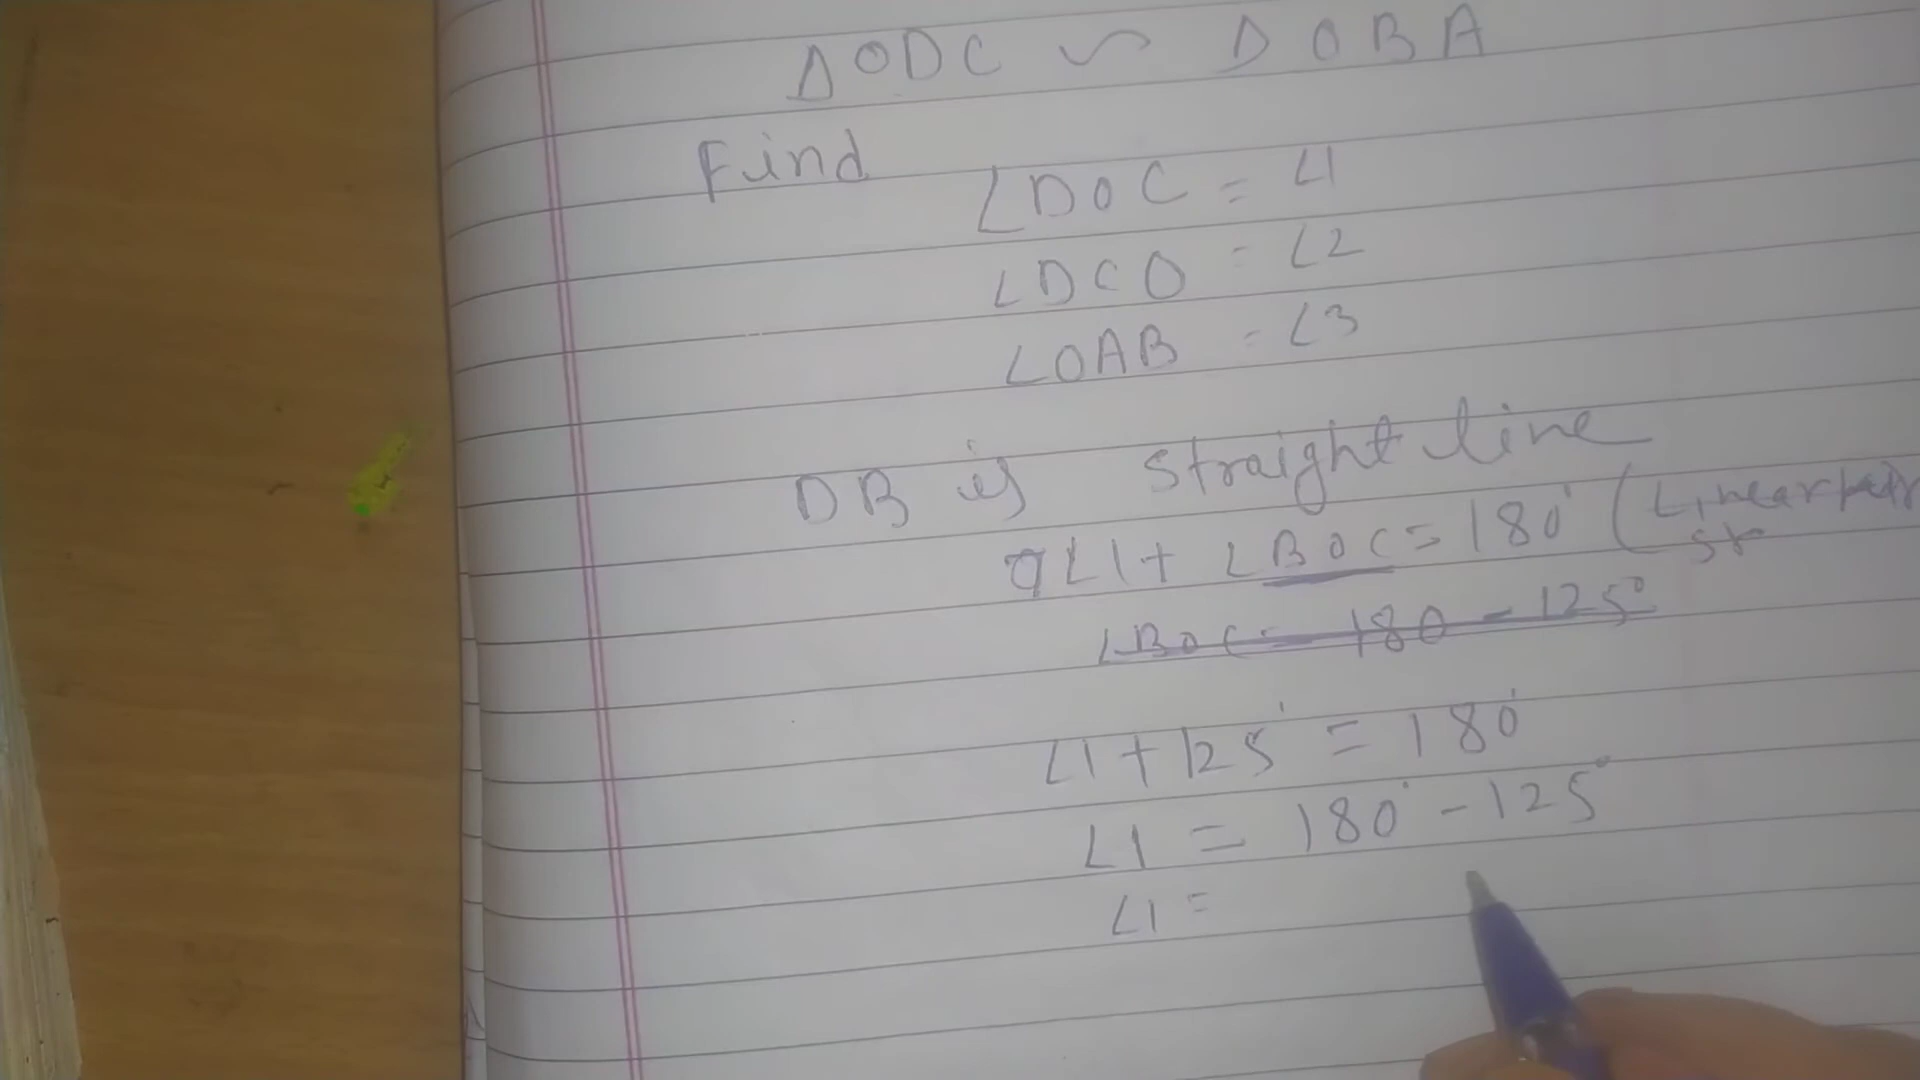 ΔODC ~ ΔOBA
Find
∠DOC = ∠1
∠DCO = ∠2
∠OAB = ∠3
DB is straight line
∠1 + ∠BOC = 180° (Linear pair
∠BOC = 180 - 125°
∠1 + 125° = 180°
∠1 = 180° - 125°
∠1 =